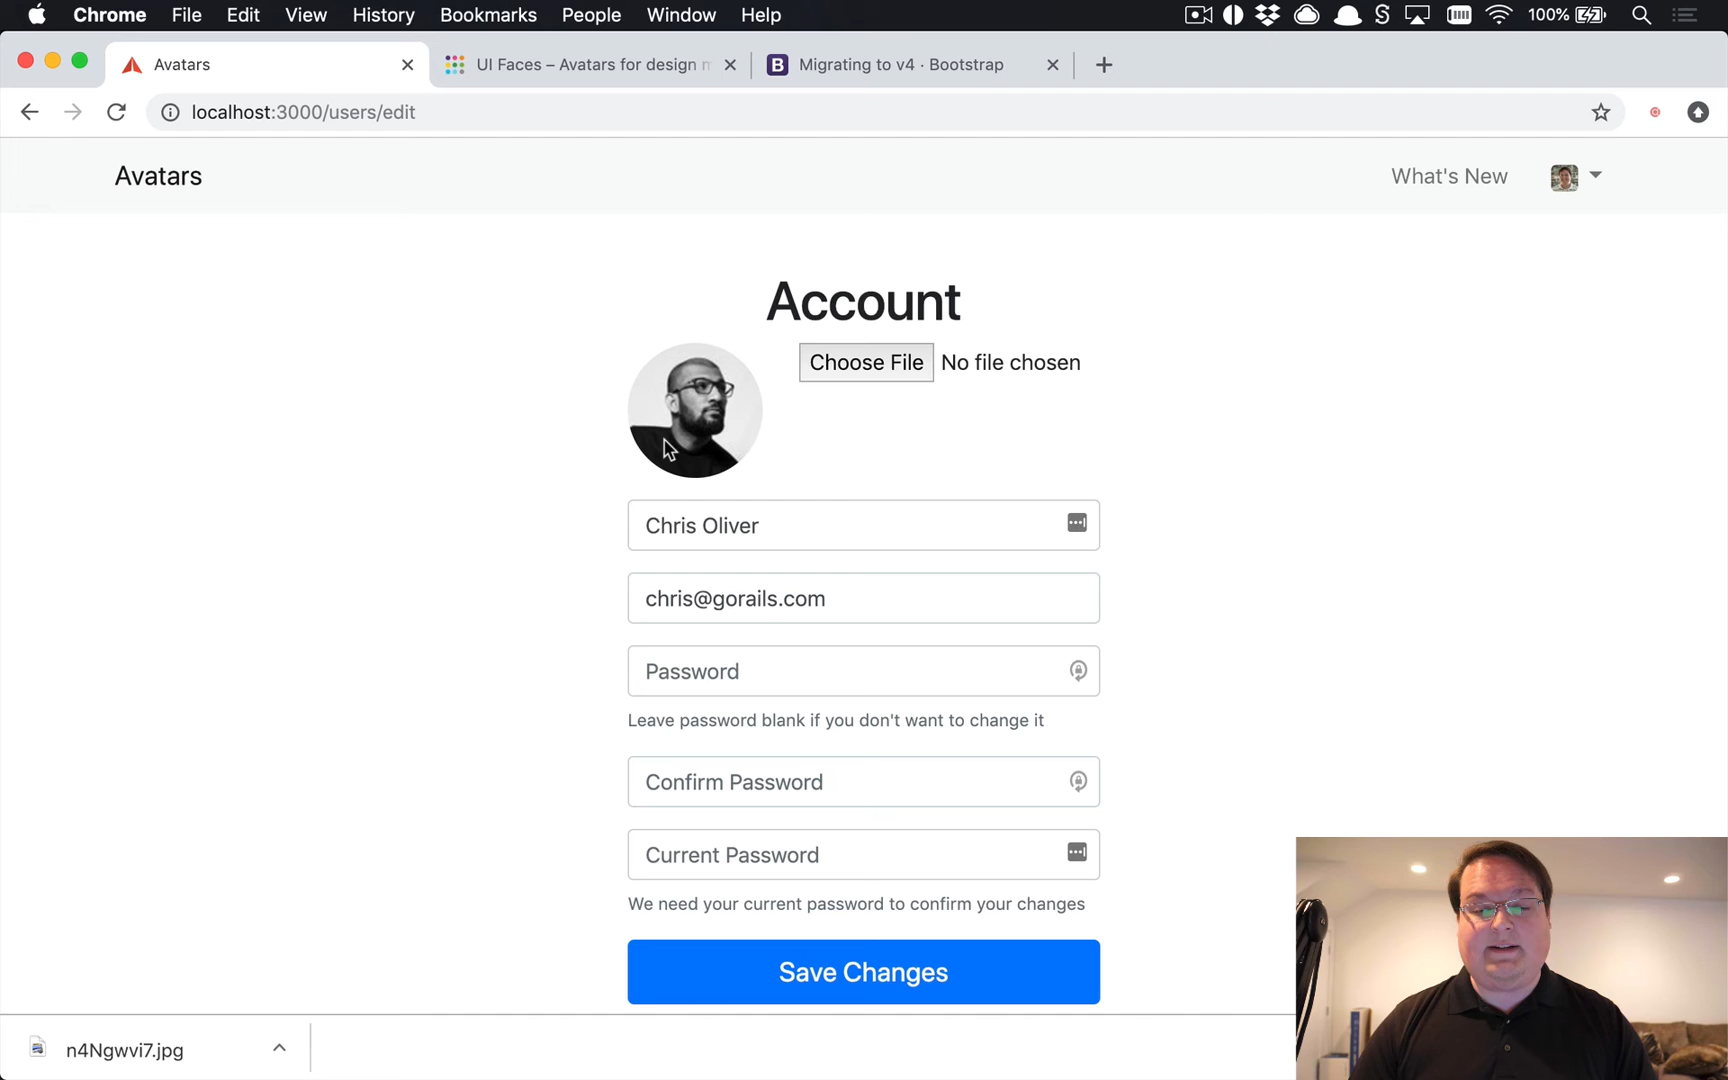 Chrome File Edit View History Bookmarks People Window Help 100%
Avatars
UI Faces – Avatars for design m
Migrating to v4 · Bootstrap
localhost:3000/users/edit
Avatars
What's New
Account
Choose File No file chosen
Chris Oliver
chris@gorails.com
Password
Leave password blank if you don't want to change it
Confirm Password
Current Password
We need your current password to confirm your changes
Save Changes
n4Ngwvi7.jpg